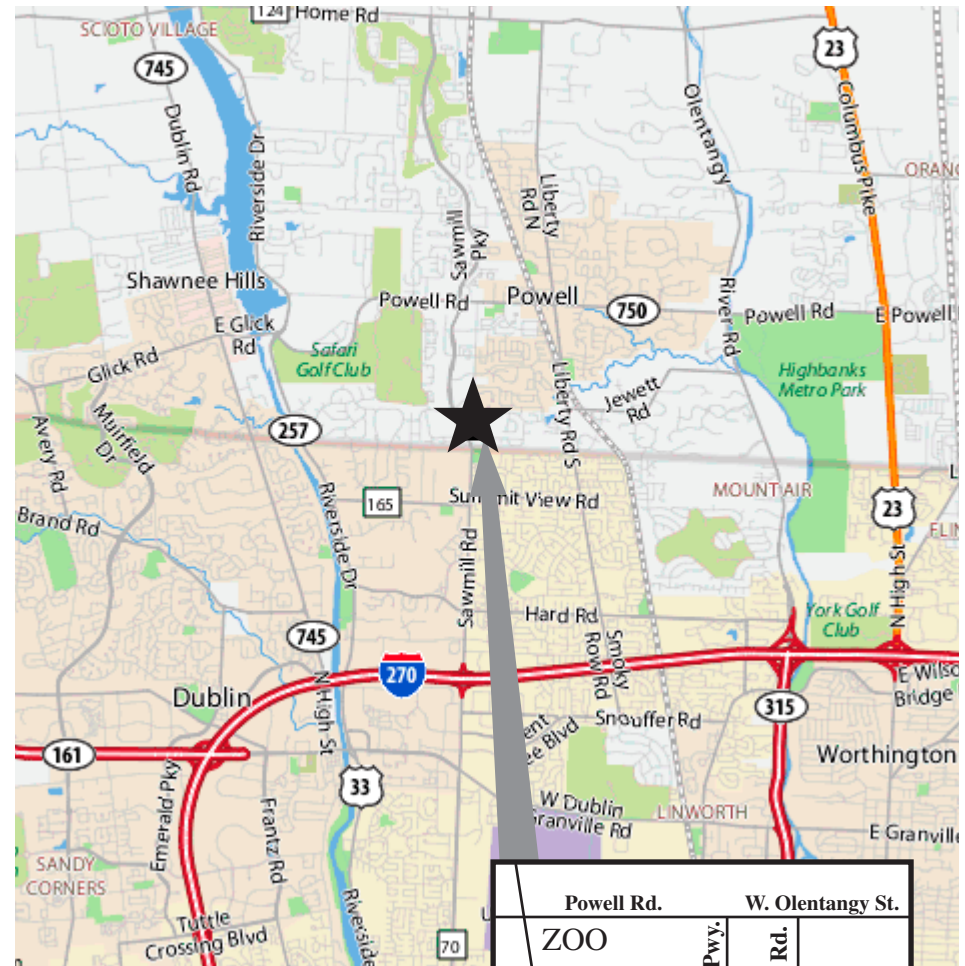 124
Home Rd
SCIOTO VILLAGE
745
23
Dublin Rd
Riverside Dr
Olentangy
Columbus Pike
Liberty
Rd N
Sawmill
Pky
Shawnee Hills
Powell Rd
Powell
750
River Rd
Powell Rd
E Powell
E Glick
Rd
Glick Rd
Safari
Golf Club
Highbanks
Metro Park
Jewett
Rd
Liberty Rd S
Avery Rd
Muirfield
Dr
257
MOUNT AIR
165
Riverside Dr
View Rd
23
Brand Rd
Sawmill Rd
N High St
Hard Rd
York Golf
Club
745
Smoky
Row Rd
270
E Wilso
Bridge
Dublin
N High St
Snouffer Rd
315
161
Worthington
33
Emerald Pky
Frantz Rd
W Dublin
Granville Rd
LINWORTH
E Granville
SANDY
CORNERS
Riverside
Tuttle
Crossing Blvd
70
Powell Rd.
W. Olentangy St.
ZOO
Pwy.
Rd.